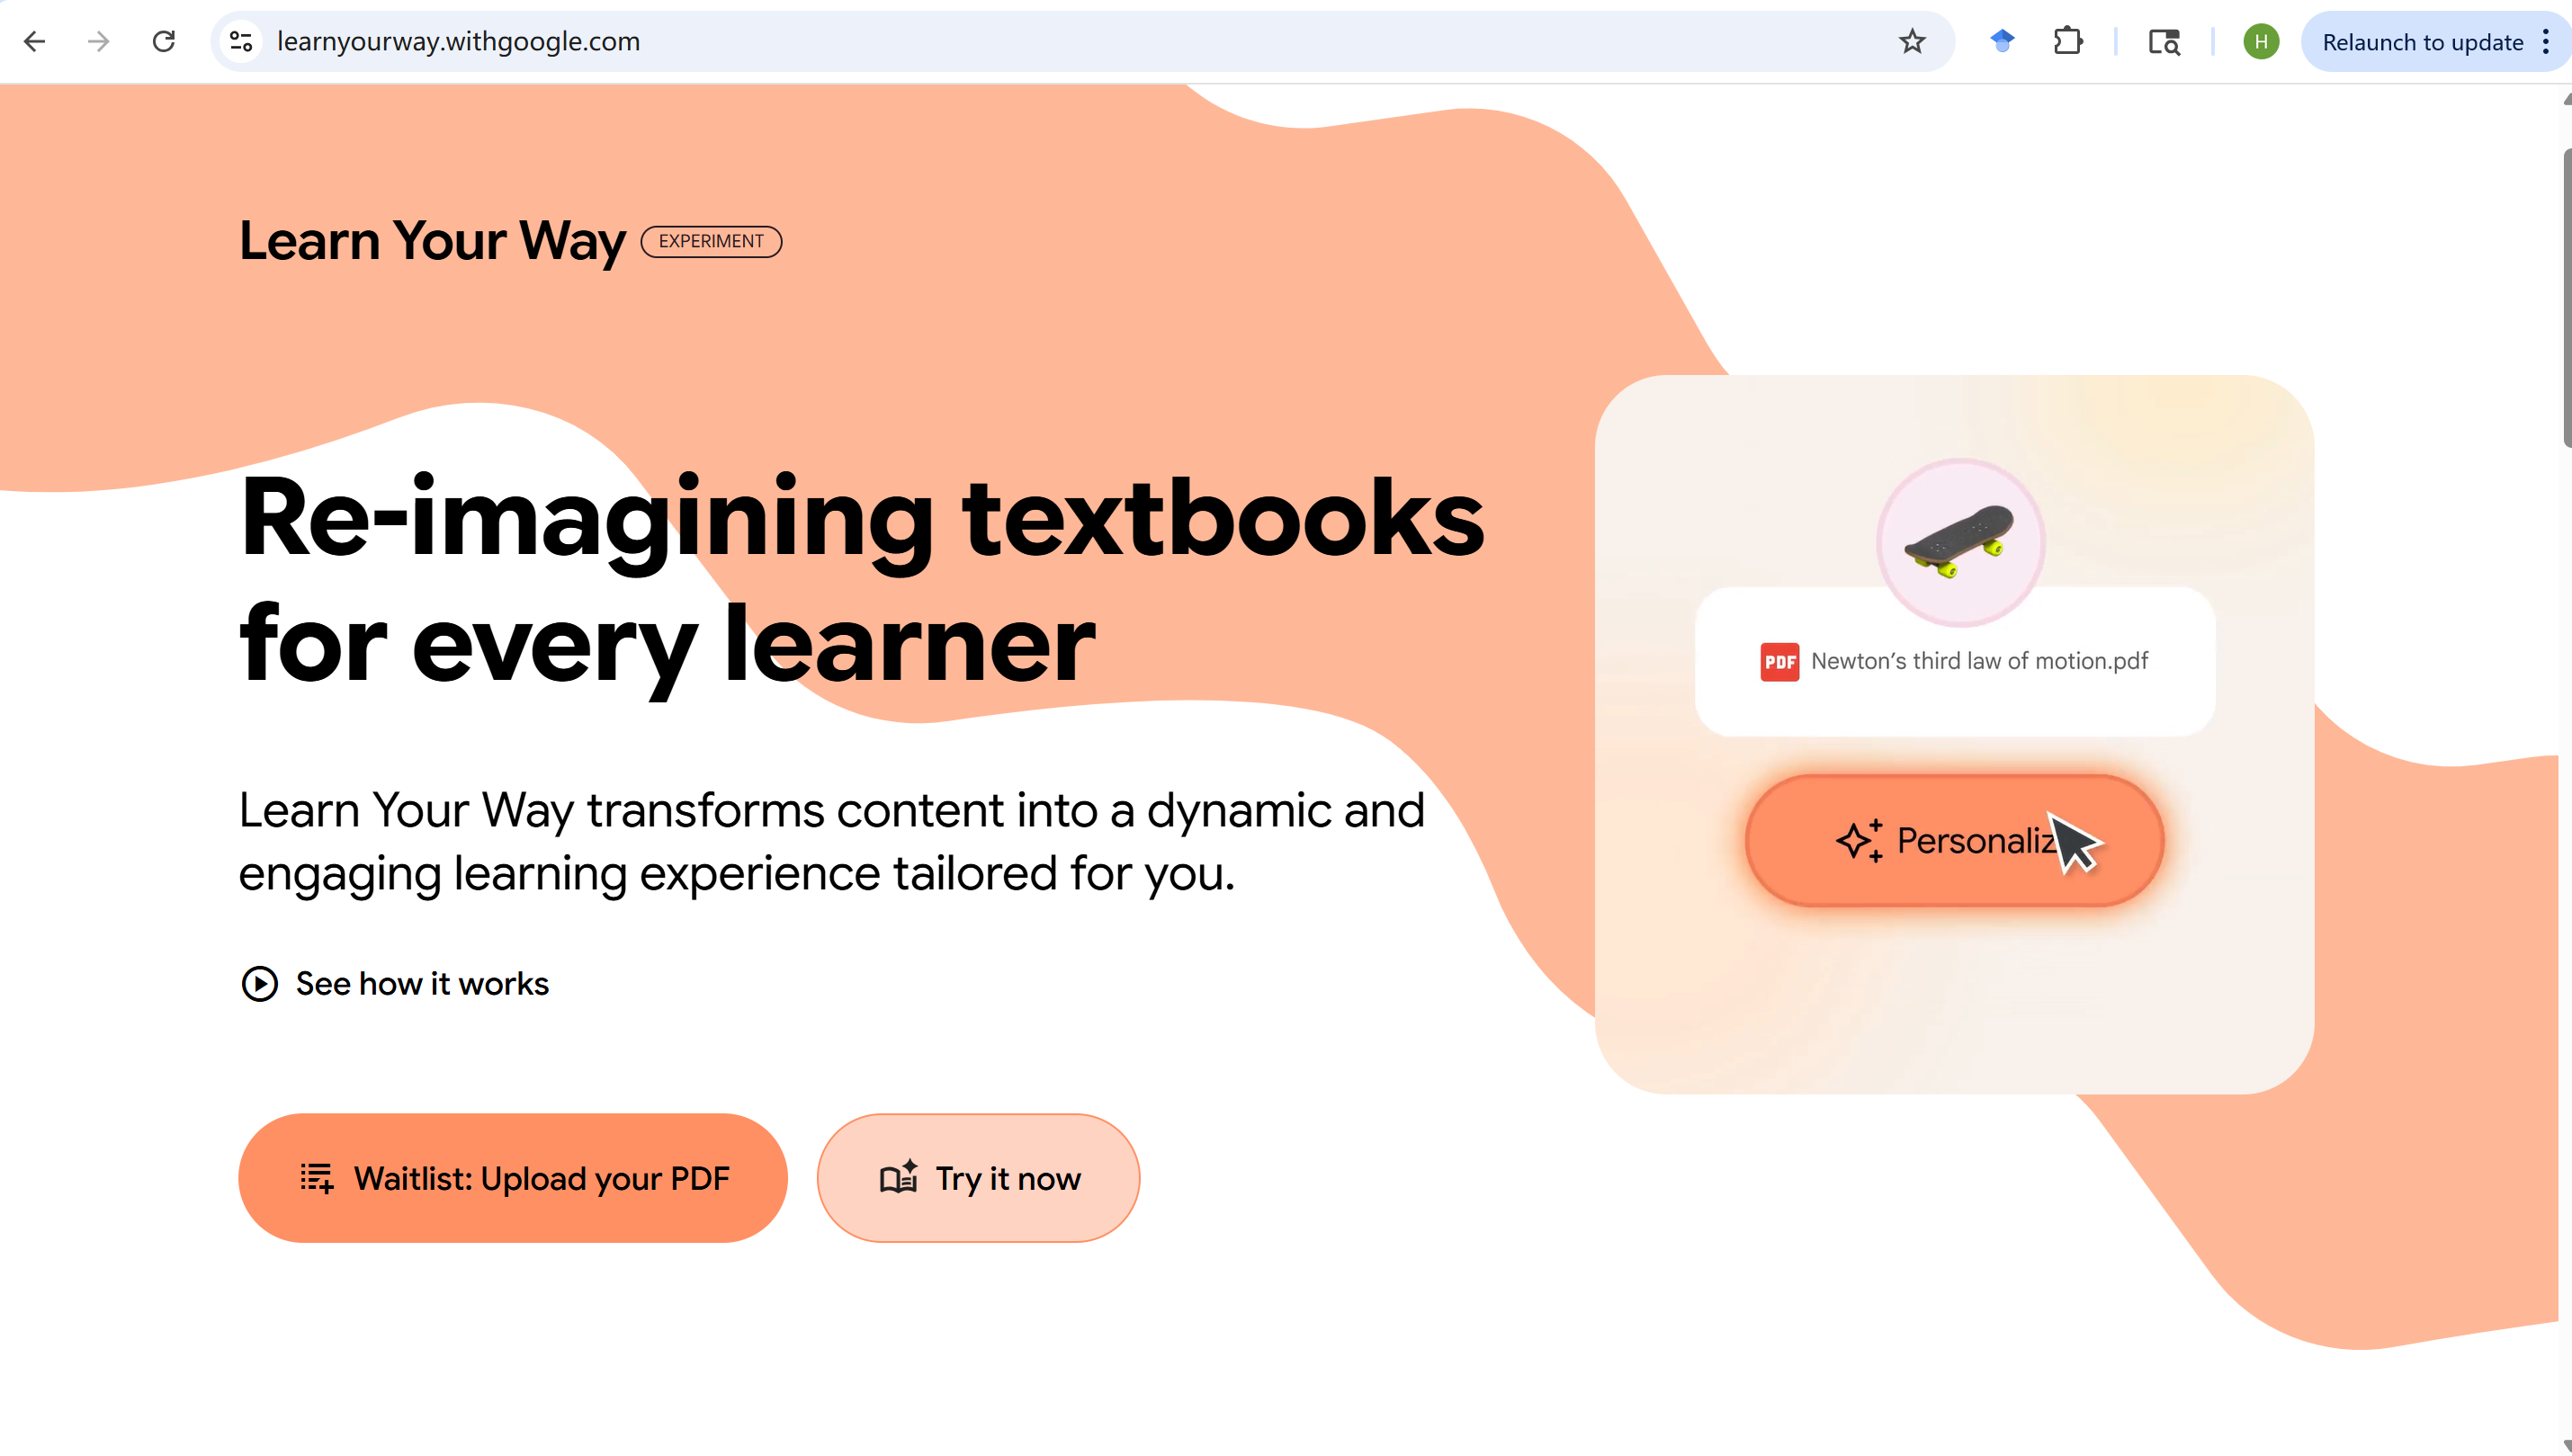 learnyourway.withgoogle.com
H
Relaunch to update
Learn Your Way
EXPERIMENT
Re-imagining textbooks
for every learner
Learn Your Way transforms content into a dynamic and
engaging learning experience tailored for you.
See how it works
Waitlist: Upload your PDF
Try it now
PDF Newton's third law of motion.pdf
Personaliz